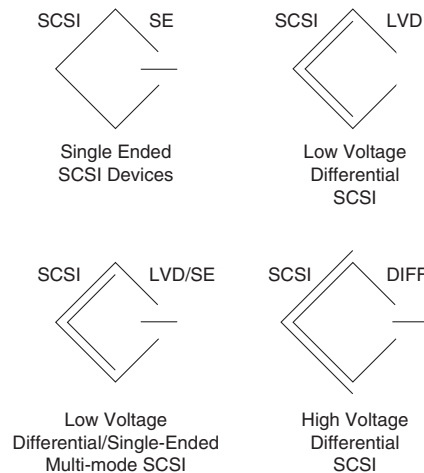 SCSI SE
SCSI LVD
Single Ended
SCSI Devices
Low Voltage
Differential
SCSI
SCSI LVD/SE
SCSI DIFF
Low Voltage
Differential/Single-Ended
Multi-mode SCSI
High Voltage
Differential
SCSI